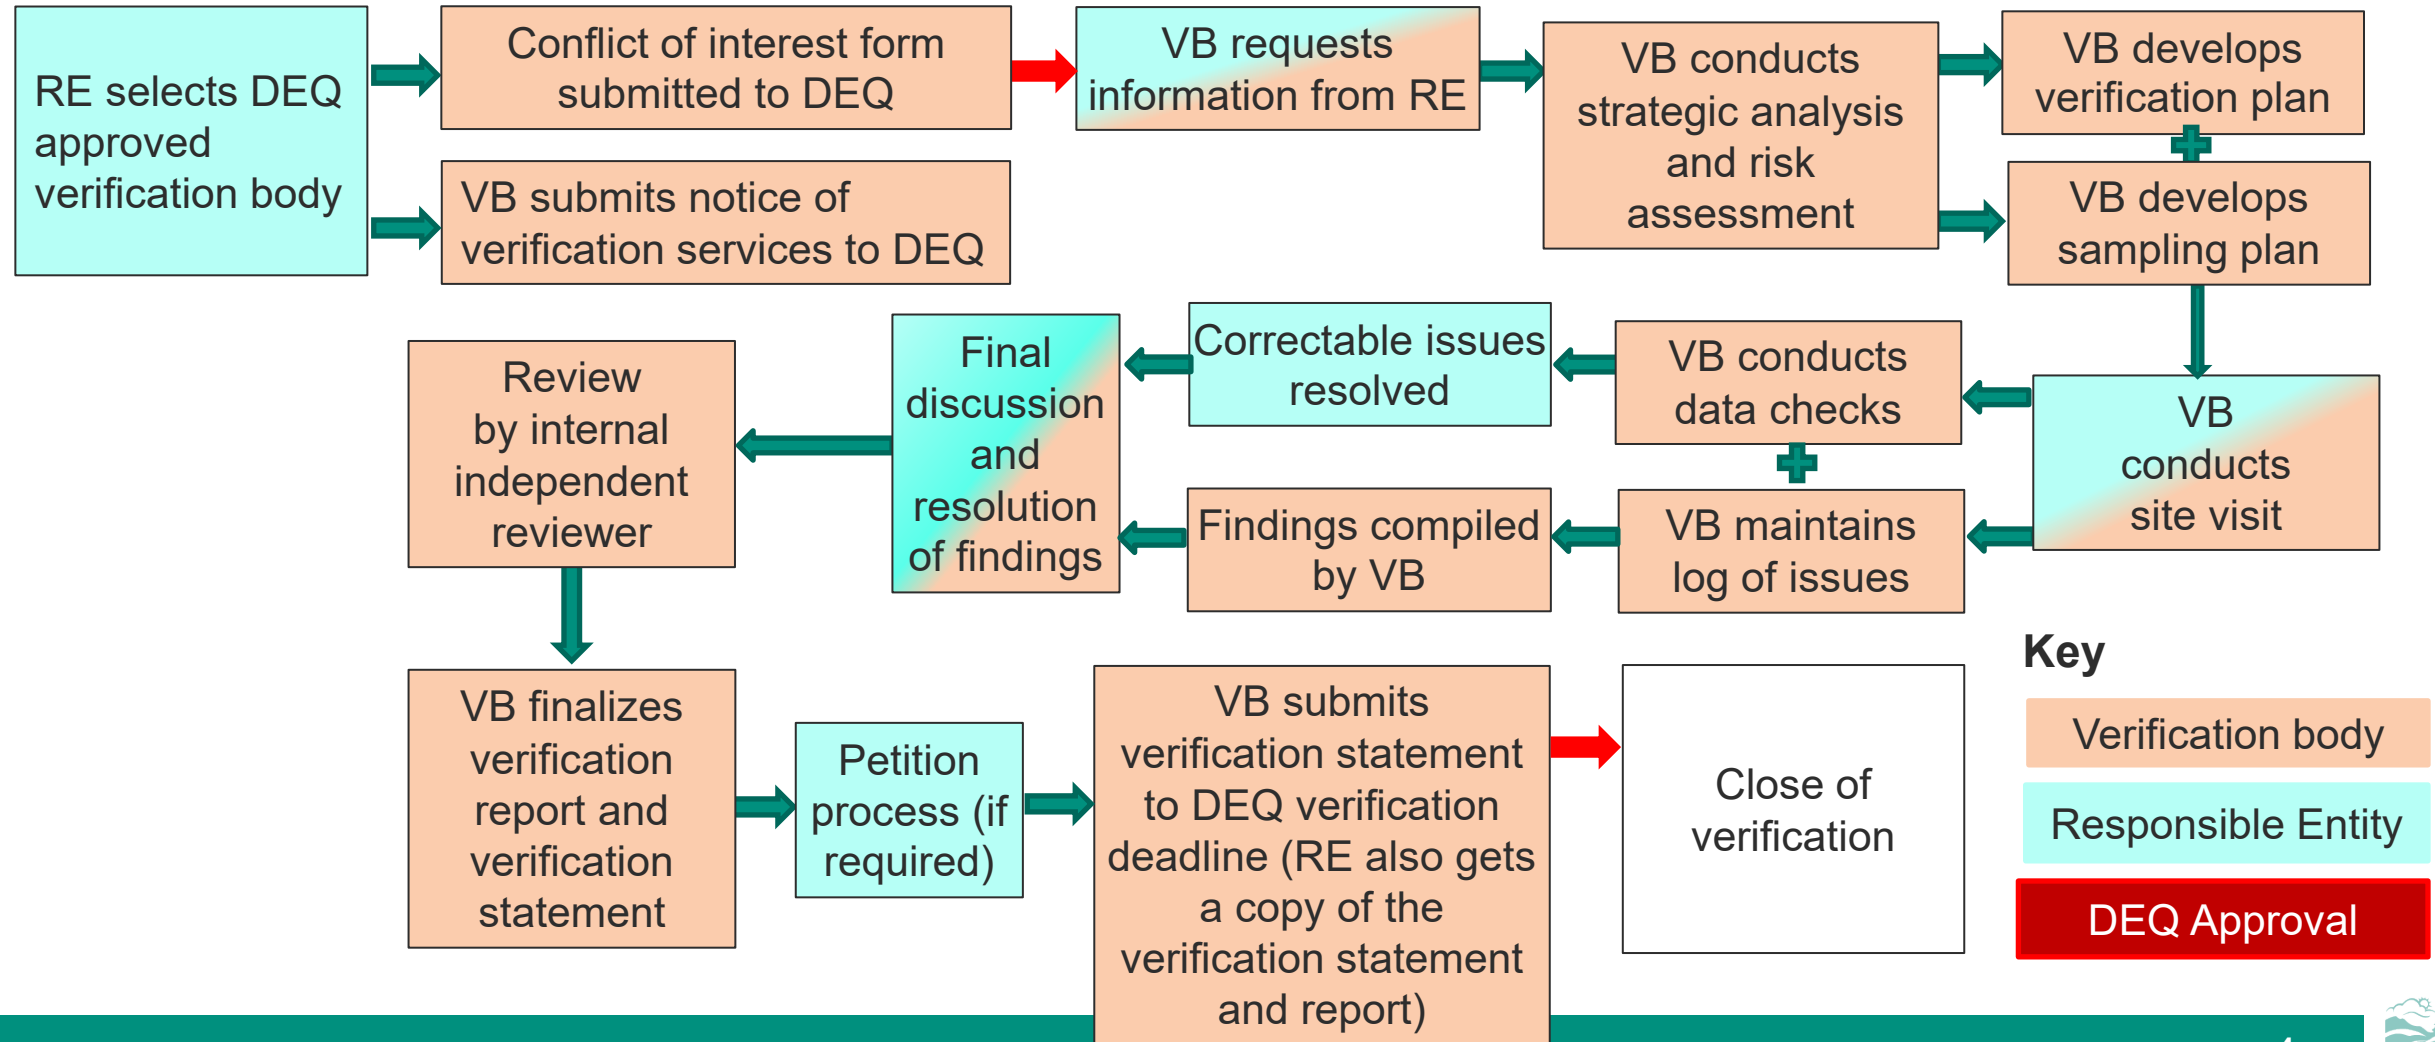 RE selects DEQ
approved
verification body
Conflict of interest form
submitted to DEQ
VB submits notice of
verification services to DEQ
VB requests
information from RE
VB conducts
strategic analysis
and risk
assessment
VB develops
verification plan
VB develops
sampling plan
VB
conducts
site visit
VB conducts
data checks
VB maintains
log of issues
Correctable issues
resolved
Findings compiled
by VB
Final
discussion
and
resolution
of findings
Review
by internal
independent
reviewer
VB finalizes
verification
report and
verification
statement
Petition
process (if
required)
VB submits
verification statement
to DEQ verification
deadline (RE also gets
a copy of the
verification statement
and report)
Close of
verification
Key
Verification body
Responsible Entity
DEQ Approval